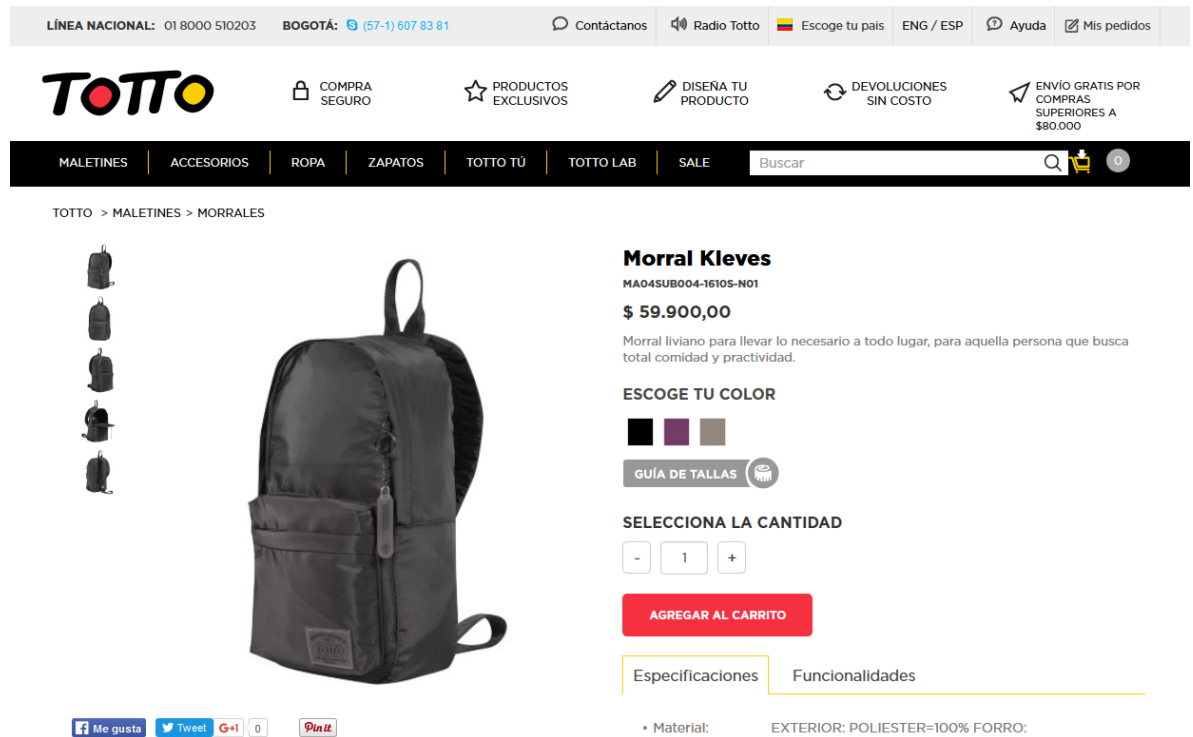 LÍNEA NACIONAL: 01 8000 510203 BOGOTÁ: (57-1) 607 83 81 Contáctanos Radio Totto Escoge tu pais ENG / ESP Ayuda Mis pedidos
TOTTO
COMPRA
SEGURO
PRODUCTOS
EXCLUSIVOS
DISEÑA TU
PRODUCTO
DEVOLUCIONES
SIN COSTO
ENVÍO GRATIS POR
COMPRAS
SUPERIORES A
$80.000
MALETINES ACCESORIOS ROPA ZAPATOS TOTTO TÚ TOTTO LAB SALE Buscar 0
TOTTO > MALETINES > MORRALES
Morral Kleves
MA04SUB004-1610S-N01
$ 59.900,00
Morral liviano para llevar lo necesario a todo lugar, para aquella persona que busca
total comidad y practividad.
ESCOGE TU COLOR
GUÍA DE TALLAS
SELECCIONA LA CANTIDAD
- 1 +
AGREGAR AL CARRITO
Especificaciones Funcionalidades
• Material: EXTERIOR: POLIESTER=100% FORRO:
TOTTO
Me gusta Tweet G+1 0 Pin it